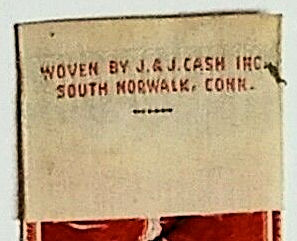 WOVEN BY J.&J.CASH INC.
SOUTH NORWALK, CONN.